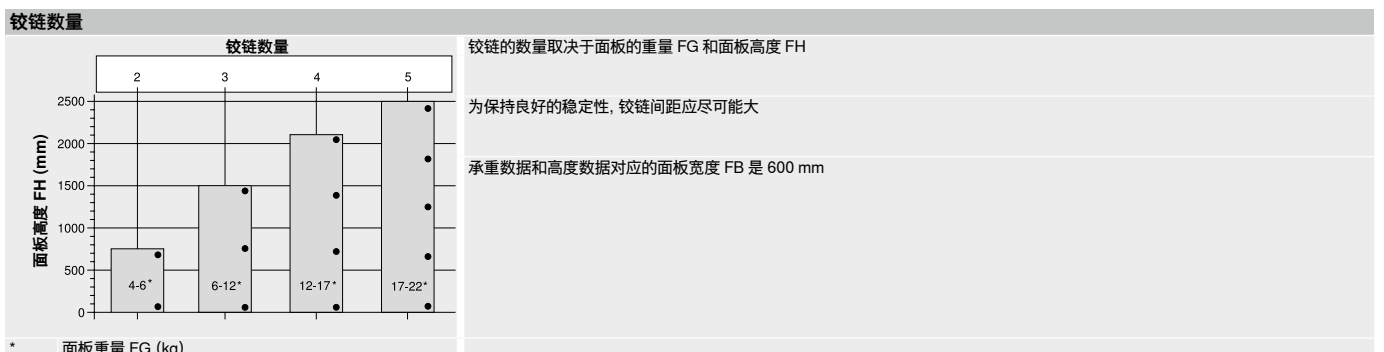 铰链数量
铰链数量
铰链的数量取决于面板的重量 FG 和面板高度 FH
2 3 4 5
2500
为保持良好的稳定性, 铰链间距应尽可能大
2000
承重数据和高度数据对应的面板宽度 FB 是 600 mm
1500
1000
500
0
面板高度 FH (mm)
4-6* 6-12* 12-17* 17-22*
* 面板重量 FG (kg)